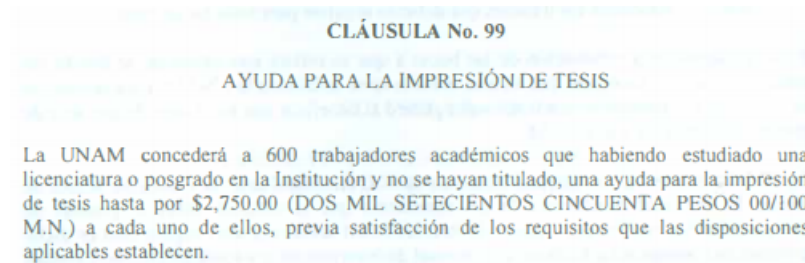 CLÁUSULA No. 99
AYUDA PARA LA IMPRESIÓN DE TESIS
La UNAM concederá a 600 trabajadores académicos que habiendo estudiado una
licenciatura o posgrado en la Institución y no se hayan titulado, una ayuda para la impresión
de tesis hasta por $2,750.00 (DOS MIL SETECIENTOS CINCUENTA PESOS 00/100
M.N.) a cada uno de ellos, previa satisfacción de los requisitos que las disposiciones
aplicables establecen.